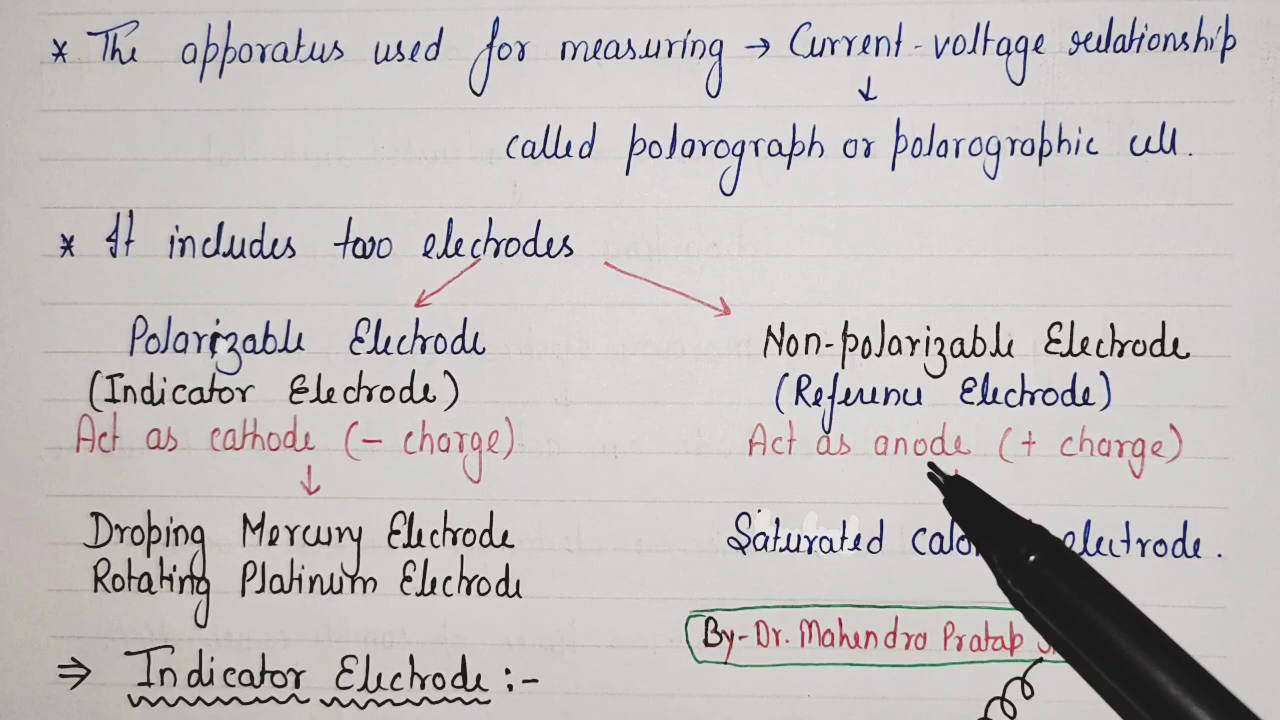 * The apparatus used for measuring → Current-voltage relationship
↓
called polarograph or polarographic cell.
* It includes two electrodes
Polarizable Electrode
(Indicator Electrode)
Act as cathode (- charge)
↓
Droping Mercury Electrode
Rotating Platinum Electrode
Non-polarizable Electrode
(Reference Electrode)
Act as anode (+ charge)
Saturated electrode.
By-Dr. Mahendra Pratap
⇒ Indicator Electrode :-